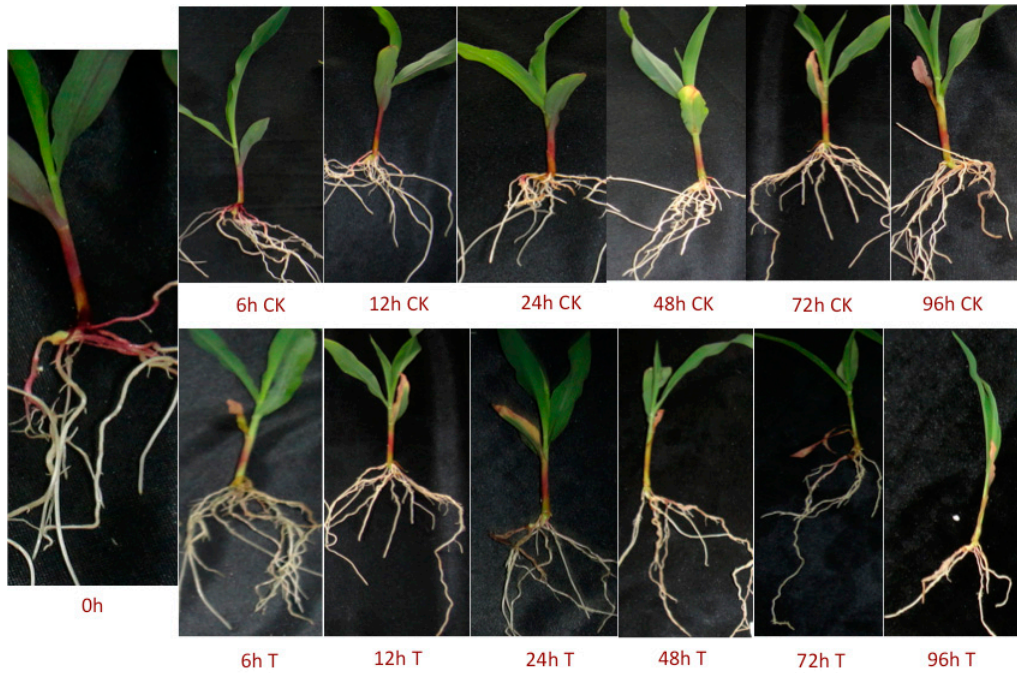 6h CK
12h CK
24h CK
48h CK
72h CK
96h CK
0h
6h T
12h T
24h T
48h T
72h T
96h T